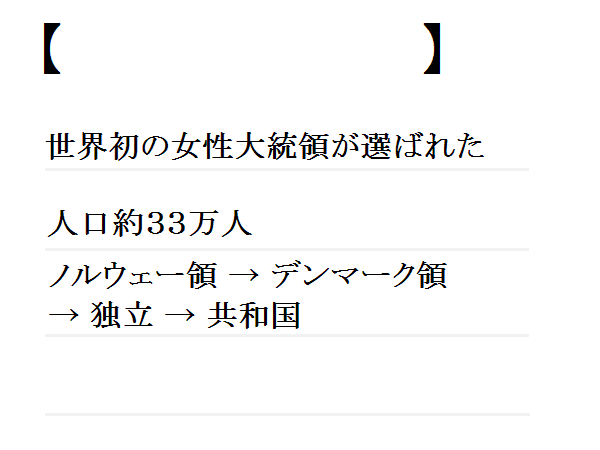 【　　　　　　　　】
世界初の女性大統領が選ばれた
人口約33万人
ノルウェー領 → デンマーク領
→ 独立 → 共和国